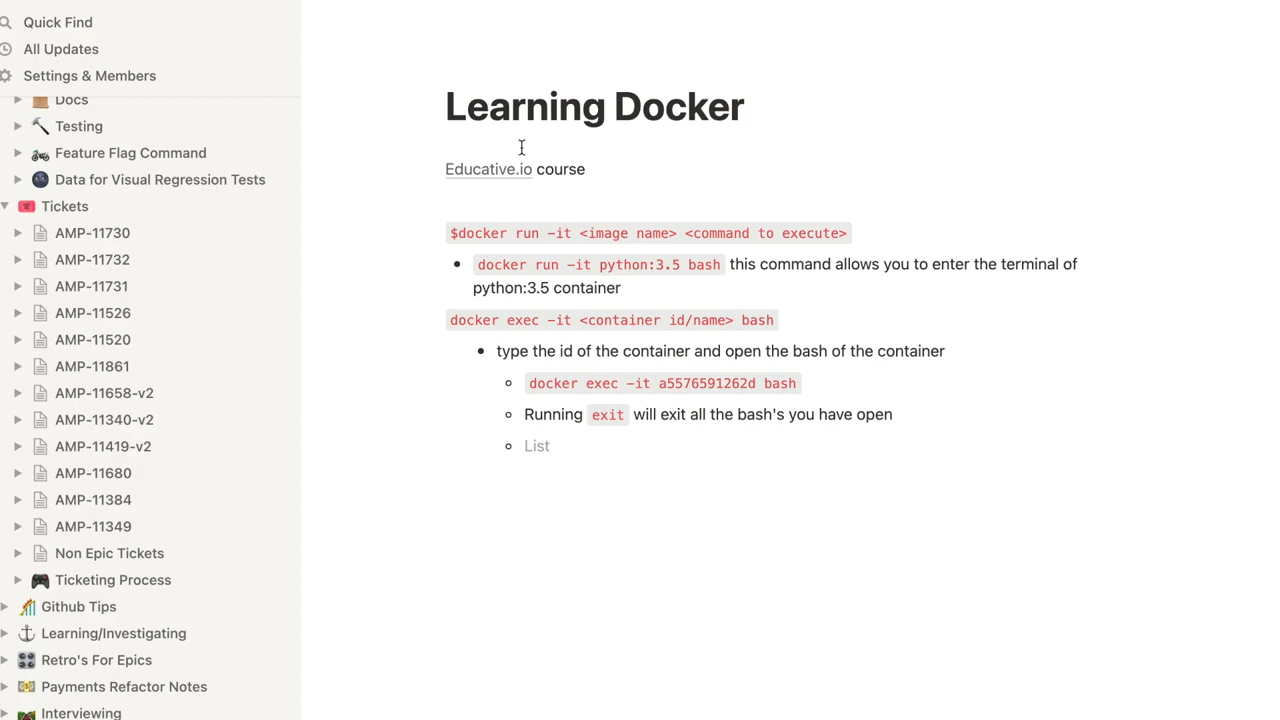 Quick Find
All Updates
Settings & Members
Docs
Testing
Feature Flag Command
Data for Visual Regression Tests
Tickets
AMP-11730
AMP-11732
AMP-11731
AMP-11526
AMP-11520
AMP-11861
AMP-11658-v2
AMP-11340-v2
AMP-11419-v2
AMP-11680
AMP-11384
AMP-11349
Non Epic Tickets
Ticketing Process
Github Tips
Learning/Investigating
Retro's For Epics
Payments Refactor Notes
Interviewing
Learning Docker
Educative.io course
$docker run -it <image name> <command to execute>
docker run -it python:3.5 bash this command allows you to enter the terminal of
python:3.5 container
docker exec -it <container id/name> bash
type the id of the container and open the bash of the container
docker exec -it a5576591262d bash
Running exit will exit all the bash's you have open
List